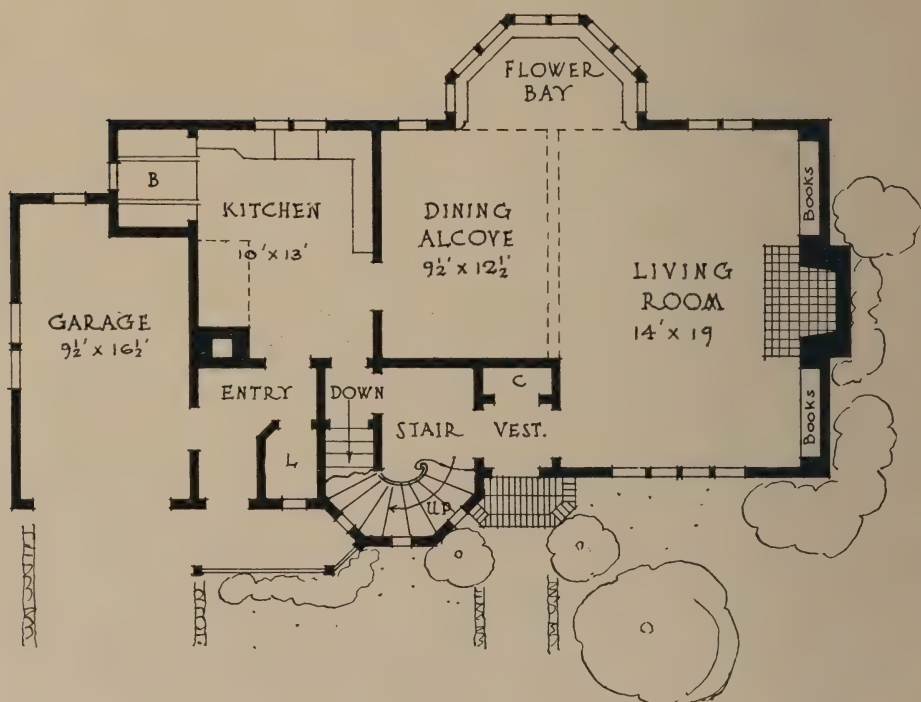 FLOWER
BAY
B
KITCHEN
10' x 13'
DINING
ALCOVE
9½' x 12½'
Books
LIVING
ROOM
14' x 19
GARAGE
9½' x 16½'
ENTRY
DOWN
C
STAIR
VEST.
Books
L
UP